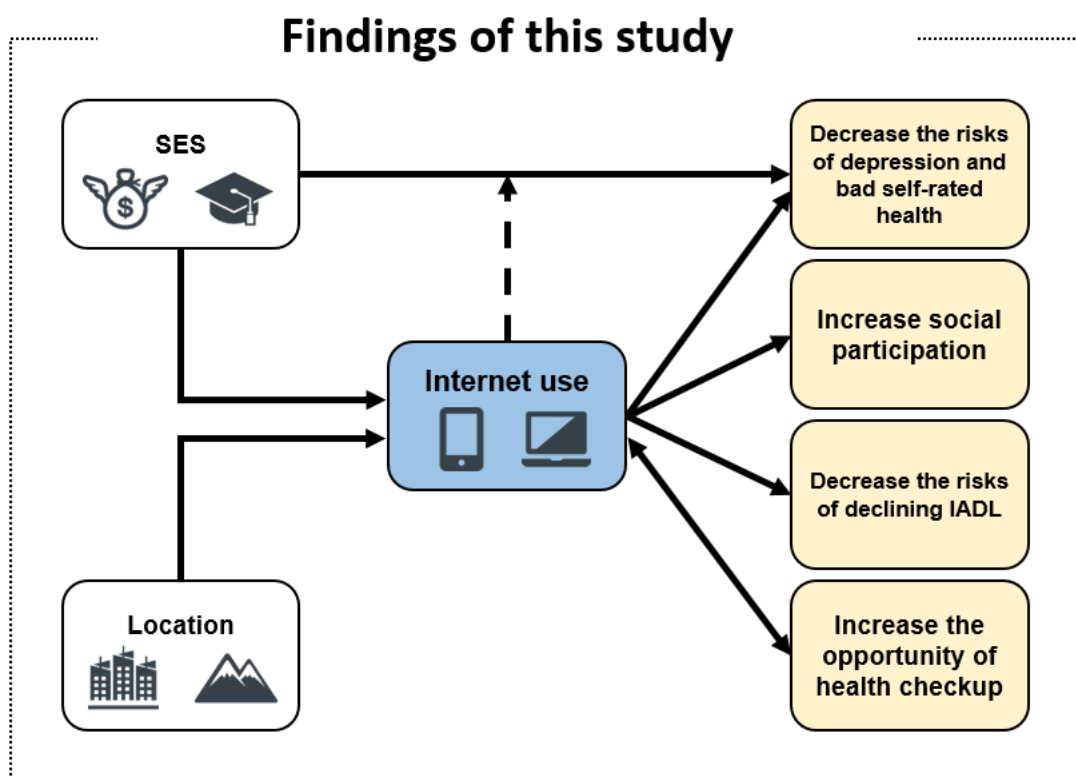 Findings of this study
SES
$
Decrease the risks
of depression and
bad self-rated
health
Increase social
participation
Internet use
Decrease the risks
of declining IADL
Location
Increase the
opportunity of
health checkup